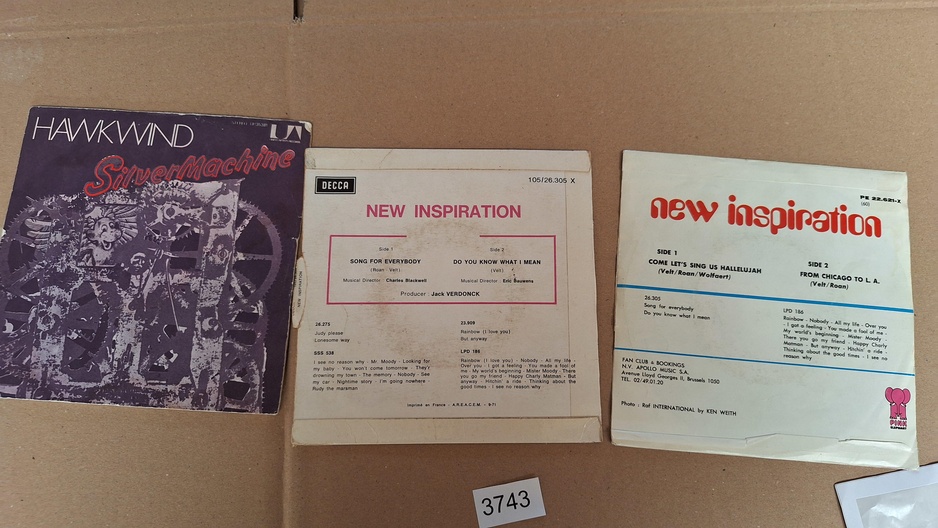 HAWKWIND
UA
SilverMachine
NEW INSPIRATION
DECCA
105/26.305 X
NEW INSPIRATION
Side 1
SONG FOR EVERYBODY
(Roan - Velt)
Musical Director : Charles Blackwell
Side 2
DO YOU KNOW WHAT I MEAN
(Velt)
Musical Director : Eric Bouwens
Producer : Jack VERDONCK
26.275
Judy please
Lonesome way
SSS 538
I see no reason why - Mr. Moody - Looking for
my baby - You won't come tomorrow - They're
drowning my town - The memory - Nobody - See
my car - Nightime story - I'm going nowhere -
Rudy the marsman
23.909
Rainbow (I love you)
But anyway
LPD 186
Rainbow (I love you) - Nobody - All my life -
Over you - I got a feeling - You made a fool of
me - My world's beginning - Mister Moody - There
you go my friend - Happy Charly Matman - But
anyway - Hitchin' a ride - Thinking about the
good times - I see no reason why
Imprimé en France - A.R.E.A.C.E.M. - 9-71
PE 22.621-Z
(40)
new inspiration
SIDE 1
COME LET'S SING US HALLELUJAH
(Velt/Roan/Wolfaert)
SIDE 2
FROM CHICAGO TO L. A.
(Velt/Roan)
26.305
Song for everybody
Do you know what i mean
LPD 186
Rainbow - Nobody - All my life - Over you
- I got a feeling - You made a fool of me -
My world's beginning - Mister Moody -
There you go my friend - Happy Charly
Matman - But anyway - Hitchin' a ride -
Thinking about the good times - I see no
reason why
FAN CLUB & BOOKINGS
N.V. APOLLO MUSIC S.A.
Avenue Lloyd Georges 11, Brussels 1050
TEL. 02/49.01.20
Photo : Raf INTERNATIONAL by KEN WEITH
PINK
ELEPHANT
3743